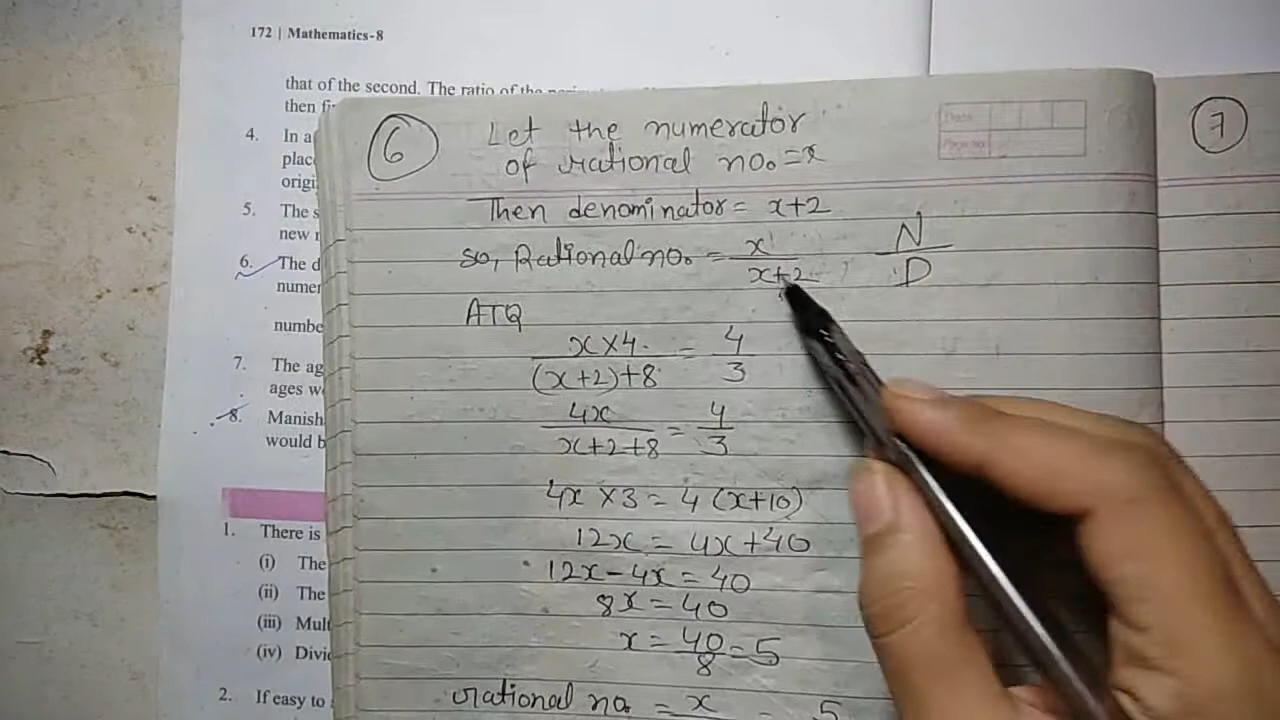 172 | Mathematics-8
that of the second. The ratio of the
then
4. In a
plac
origi
5. The s
new r
6. The d
numer
numbe
7. The ag
ages w
8. Manish
would b
1. There is
(i) The
(ii) The
(iii) Mult
(iv) Divid
2. If easy to
6
Let the numerator
of rational no. = x
Then denominator = x+2
so, Rational no. = x/x+2 N/D
ATQ
x×4/(x+2)+8 = 4/3
4x/x+2+8 = 4/3
4x×3 = 4(x+10)
12x = 4x+40
12x-4x = 40
8x = 40
x = 40/8 = 5
rational no. = x = 5
Date
Page no
7